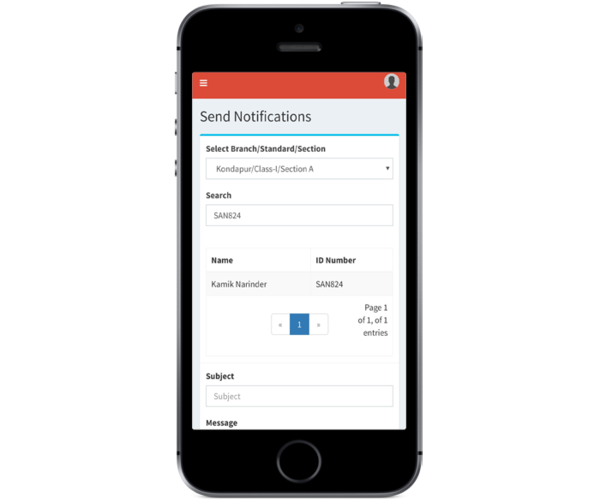 Send Notifications
Select Branch/Standard/Section
Kondapur/Class-I/Section A
Search
SAN824
Name ID Number
Kamik Narinder SAN824
« 1 » Page 1
of 1, of 1
entries
Subject
Subject
Message